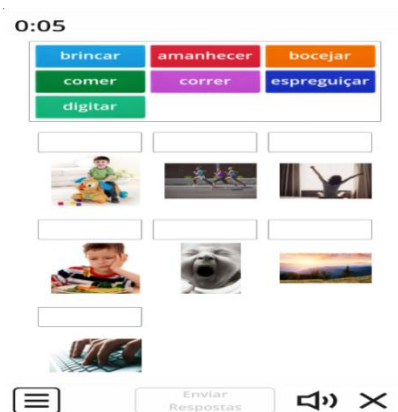 0:05
brincar amanhecer bocejar
comer correr espreguiçar
digitar
Enviar
Respostas